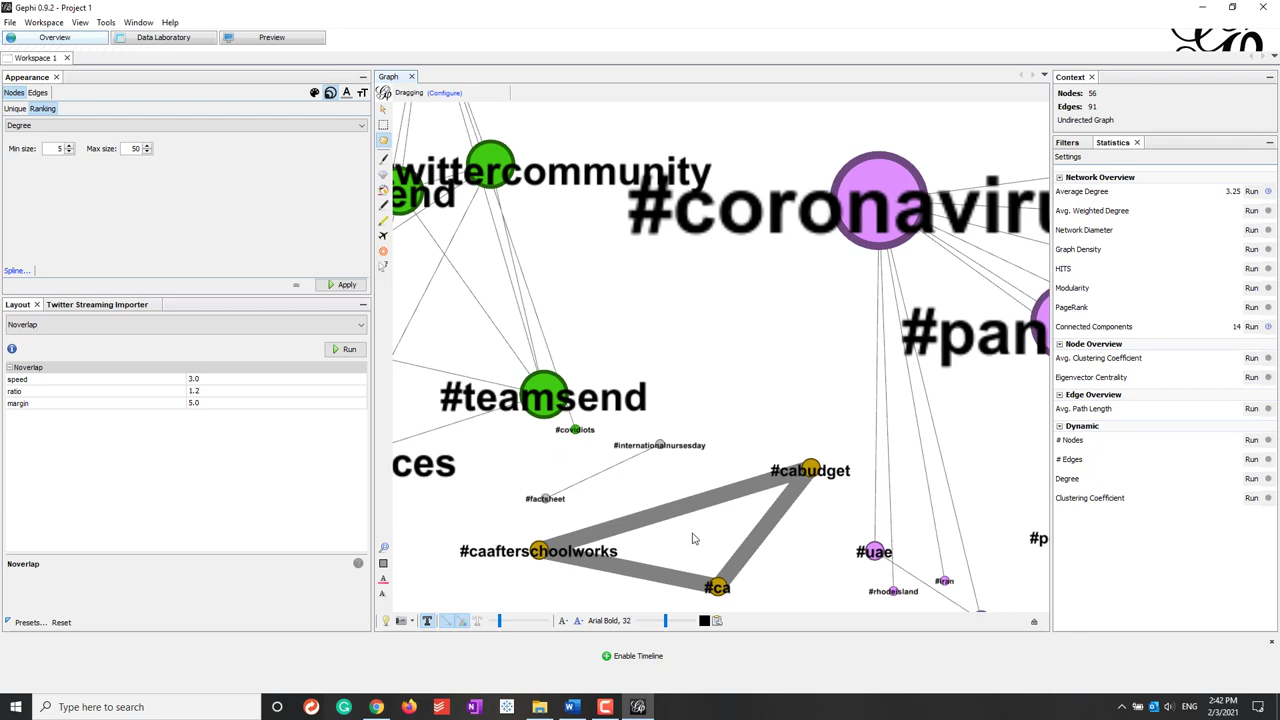 Gephi 0.9.2 - Project 1
File Workspace View Tools Window Help
Overview Data Laboratory Preview
Workspace 1
Appearance
Nodes Edges
Unique Ranking
Degree
Min size: 5 Max size: 50
Spline...
Apply
Layout Twitter Streaming Importer
Noverlap
Run
Noverlap
speed 3.0
ratio 1.2
margin 5.0
Noverlap
Presets... Reset
Graph
Dragging (Configure)
wittercommunity
end
#coronaviru
#pan
#teamsend
#covidiots
#internationalnursesday
ces
#cabudget
#factsheet
#caafterschoolworks
#ca
#uae
#iran
#rhodeisland
#p
T T A- A- Arial Bold, 32
Context
Nodes: 56
Edges: 91
Undirected Graph
Filters Statistics
Settings
Network Overview
Average Degree 3.25 Run
Avg. Weighted Degree Run
Network Diameter Run
Graph Density Run
HITS Run
Modularity Run
PageRank Run
Connected Components 14 Run
Node Overview
Avg. Clustering Coefficient Run
Eigenvector Centrality Run
Edge Overview
Avg. Path Length Run
Dynamic
# Nodes Run
# Edges Run
Degree Run
Clustering Coefficient Run
Enable Timeline
Type here to search
ENG
2:42 PM
2/3/2021